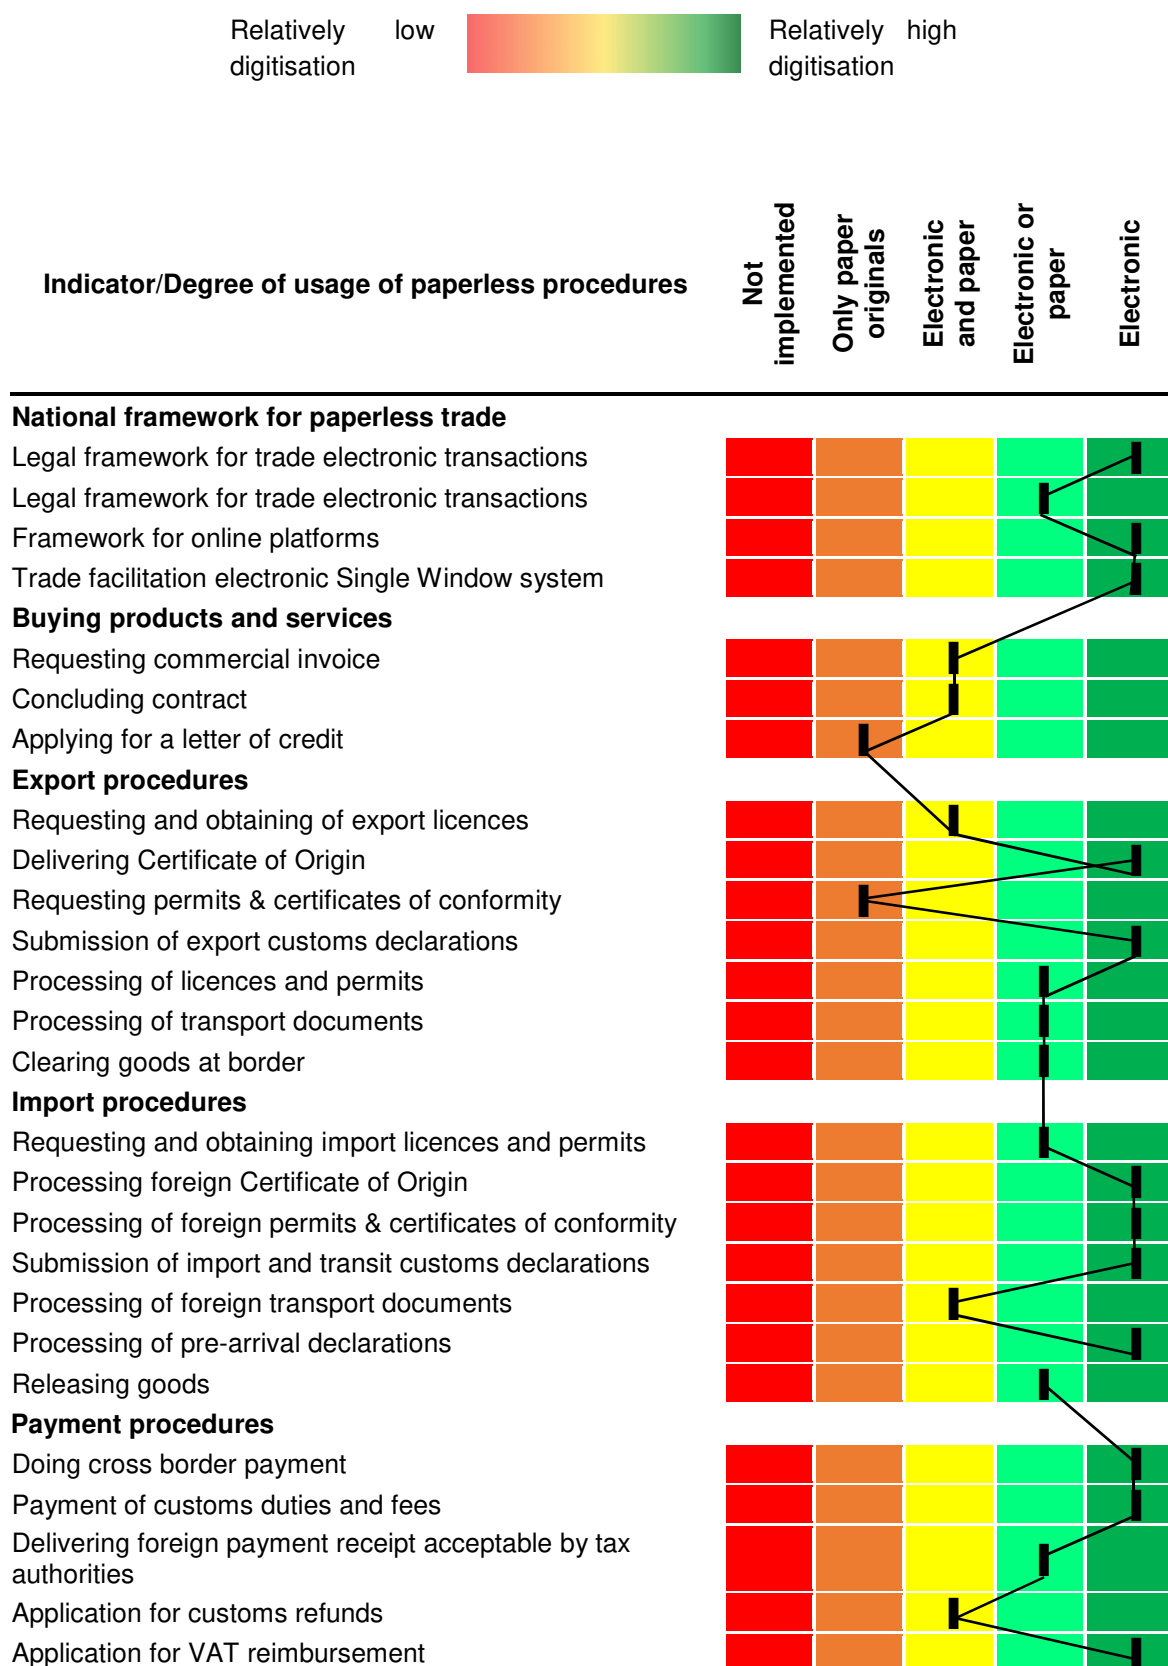 Relatively low
digitisation
Relatively high
digitisation
Indicator/Degree of usage of paperless procedures
Not
implemented
Only paper
originals
Electronic
and paper
Electronic or
paper
Electronic
National framework for paperless trade
Legal framework for trade electronic transactions
Legal framework for trade electronic transactions
Framework for online platforms
Trade facilitation electronic Single Window system
Buying products and services
Requesting commercial invoice
Concluding contract
Applying for a letter of credit
Export procedures
Requesting and obtaining of export licences
Delivering Certificate of Origin
Requesting permits & certificates of conformity
Submission of export customs declarations
Processing of licences and permits
Processing of transport documents
Clearing goods at border
Import procedures
Requesting and obtaining import licences and permits
Processing foreign Certificate of Origin
Processing of foreign permits & certificates of conformity
Submission of import and transit customs declarations
Processing of foreign transport documents
Processing of pre-arrival declarations
Releasing goods
Payment procedures
Doing cross border payment
Payment of customs duties and fees
Delivering foreign payment receipt acceptable by tax
authorities
Application for customs refunds
Application for VAT reimbursement